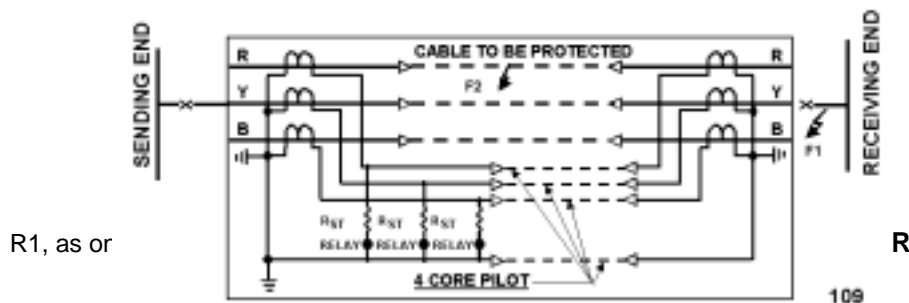 CABLE TO BE PROTECTED
R
R
F2
Y
Y
B
B
F1
SENDING END
RECEIVING END
RST
RST
RST
RELAY
RELAY
RELAY
4 CORE PILOT
R1, as or
R
109